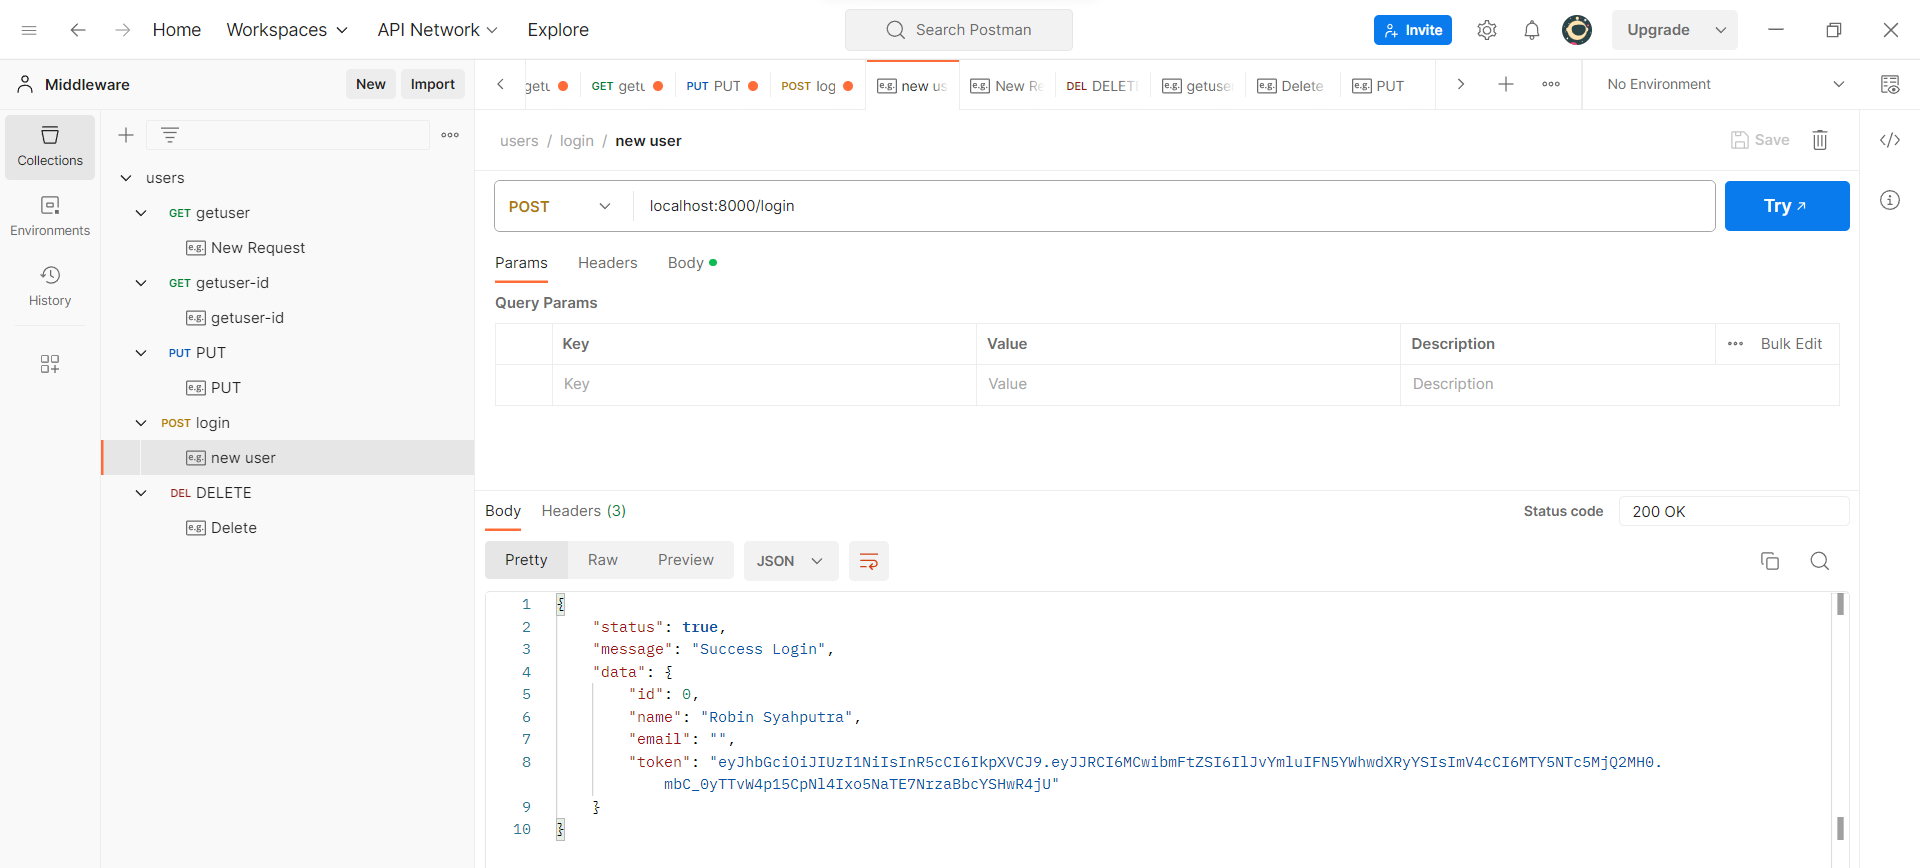 Home Workspaces API Network Explore Search Postman Invite Upgrade
Middleware New Import
getu GET getu PUT PUT POST log e.g. new us e.g. New Re DEL DELETE e.g. getuser e.g. Delete e.g. PUT No Environment
Collections
Environments
History
users
GET getuser
e.g. New Request
GET getuser-id
e.g. getuser-id
PUT PUT
e.g. PUT
POST login
e.g. new user
DEL DELETE
e.g. Delete
users / login / new user Save
POST localhost:8000/login Try
Params Headers Body
Query Params
Key Value Description Bulk Edit
Key Value Description
Body Headers (3) Status code 200 OK
Pretty Raw Preview JSON
1 {
2 "status": true,
3 "message": "Success Login",
4 "data": {
5 "id": 0,
6 "name": "Robin Syahputra",
7 "email": "",
8 "token": "eyJhbGciOiJIUzI1NiIsInR5cCI6IkpXVCJ9.eyJJRCI6MCwibmFtZSI6IlJvYmluIFN5YWhwdXRyYSIsImV4cCI6MTY5NTc5MjQ2MH0.
mbC_0yTTvW4p15CpNl4Ixo5NaTE7NrzaBbcYSHwR4jU"
9 }
10 }